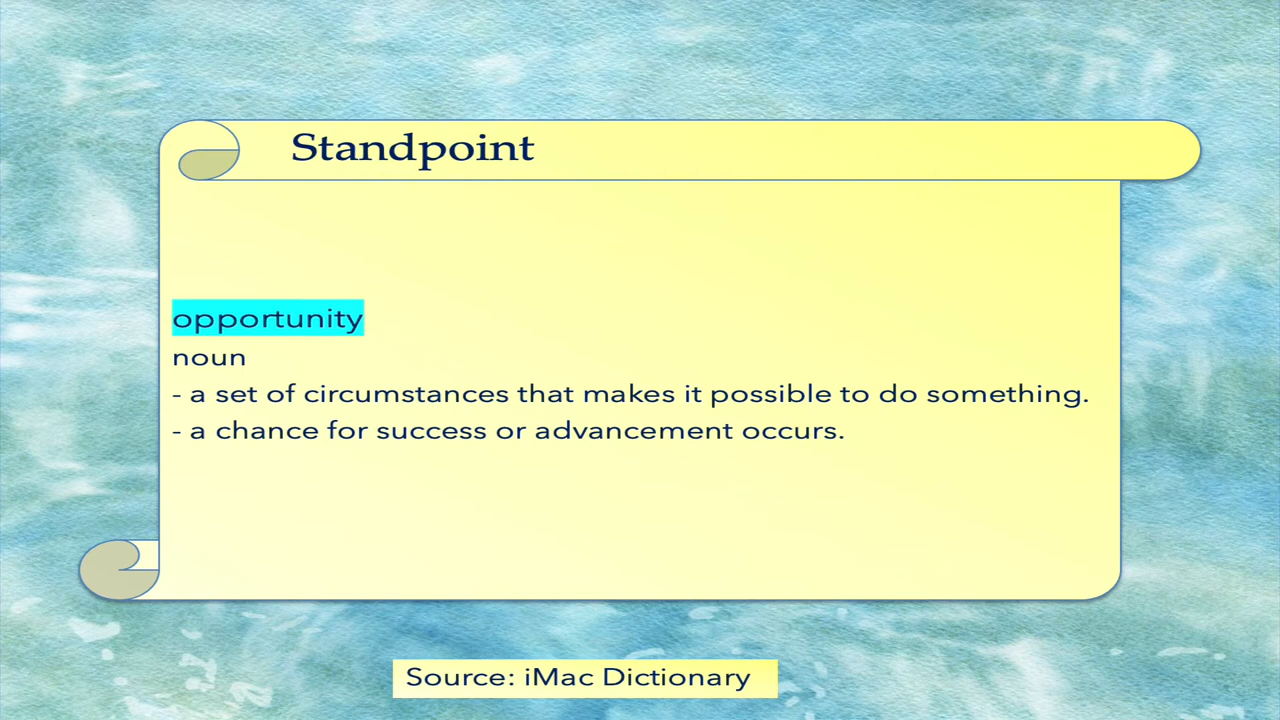 Standpoint
opportunity
noun
- a set of circumstances that makes it possible to do something.
- a chance for success or advancement occurs.
Source: iMac Dictionary